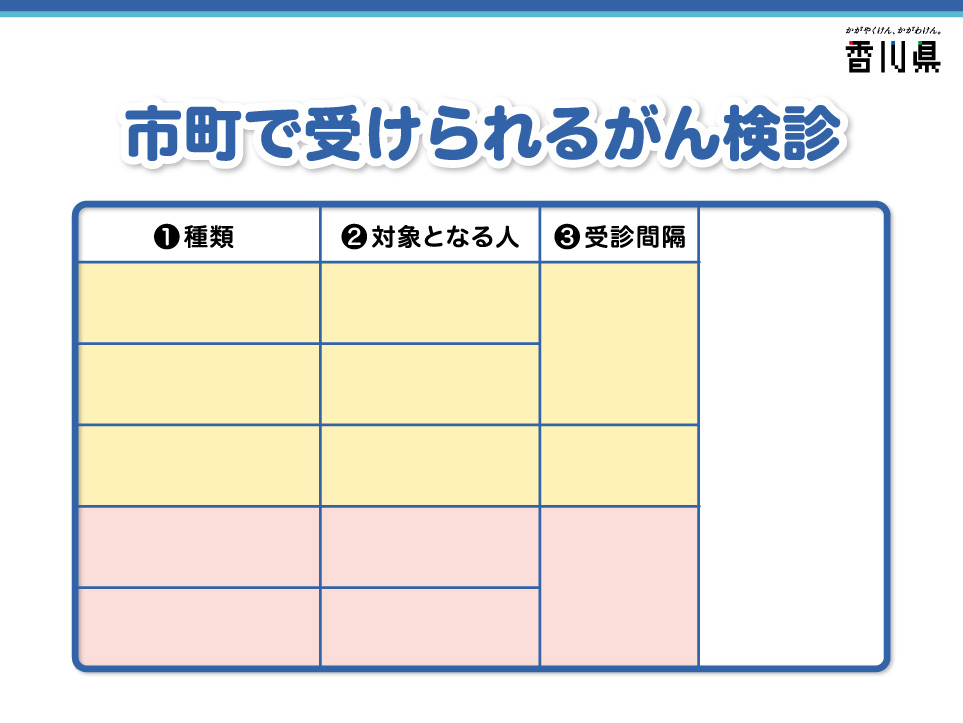 かがやくけん、かがわけん。
香川県
市町で受けられるがん検診
❶種類
❷対象となる人
❸受診間隔